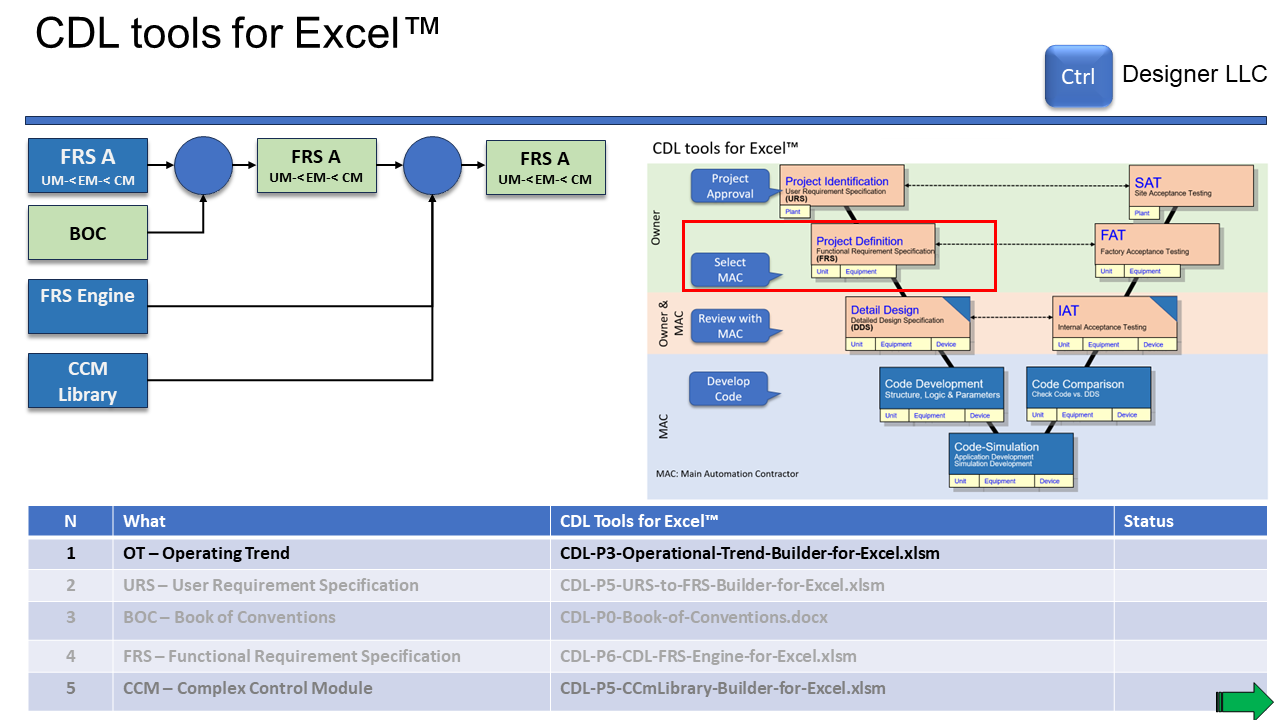 CDL tools for Excel™
Ctrl
Designer LLC
FRS A
UM-< EM-< CM
FRS A
UM-< EM-< CM
FRS A
UM-< EM-< CM
BOC
FRS Engine
CCM
Library
CDL tools for Excel™
Owner
Project
Approval
Project Identification
User Requirement Specification
(URS)
Plant
SAT
Site Acceptance Testing
Plant
Select
MAC
Project Definition
Functional Requirement Specification
(FRS)
Unit Equipment
FAT
Factory Acceptance Testing
Unit Equipment
Owner &
MAC
Review with
MAC
Detail Design
Detailed Design Specification
(DDS)
Unit Equipment Device
IAT
Internal Acceptance Testing
Unit Equipment Device
MAC
Develop
Code
Code Development
Structure, Logic & Parameters
Unit Equipment Device
Code Comparison
Check Code vs. DDS
Unit Equipment Device
Code-Simulation
Application Development
Simulation Development
Unit Equipment Device
MAC: Main Automation Contractor
N What CDL Tools for Excel™ Status
1 OT – Operating Trend CDL-P3-Operational-Trend-Builder-for-Excel.xlsm
2 URS – User Requirement Specification CDL-P5-URS-to-FRS-Builder-for-Excel.xlsm
3 BOC – Book of Conventions CDL-P0-Book-of-Conventions.docx
4 FRS – Functional Requirement Specification CDL-P6-CDL-FRS-Engine-for-Excel.xlsm
5 CCM – Complex Control Module CDL-P5-CCmLibrary-Builder-for-Excel.xlsm